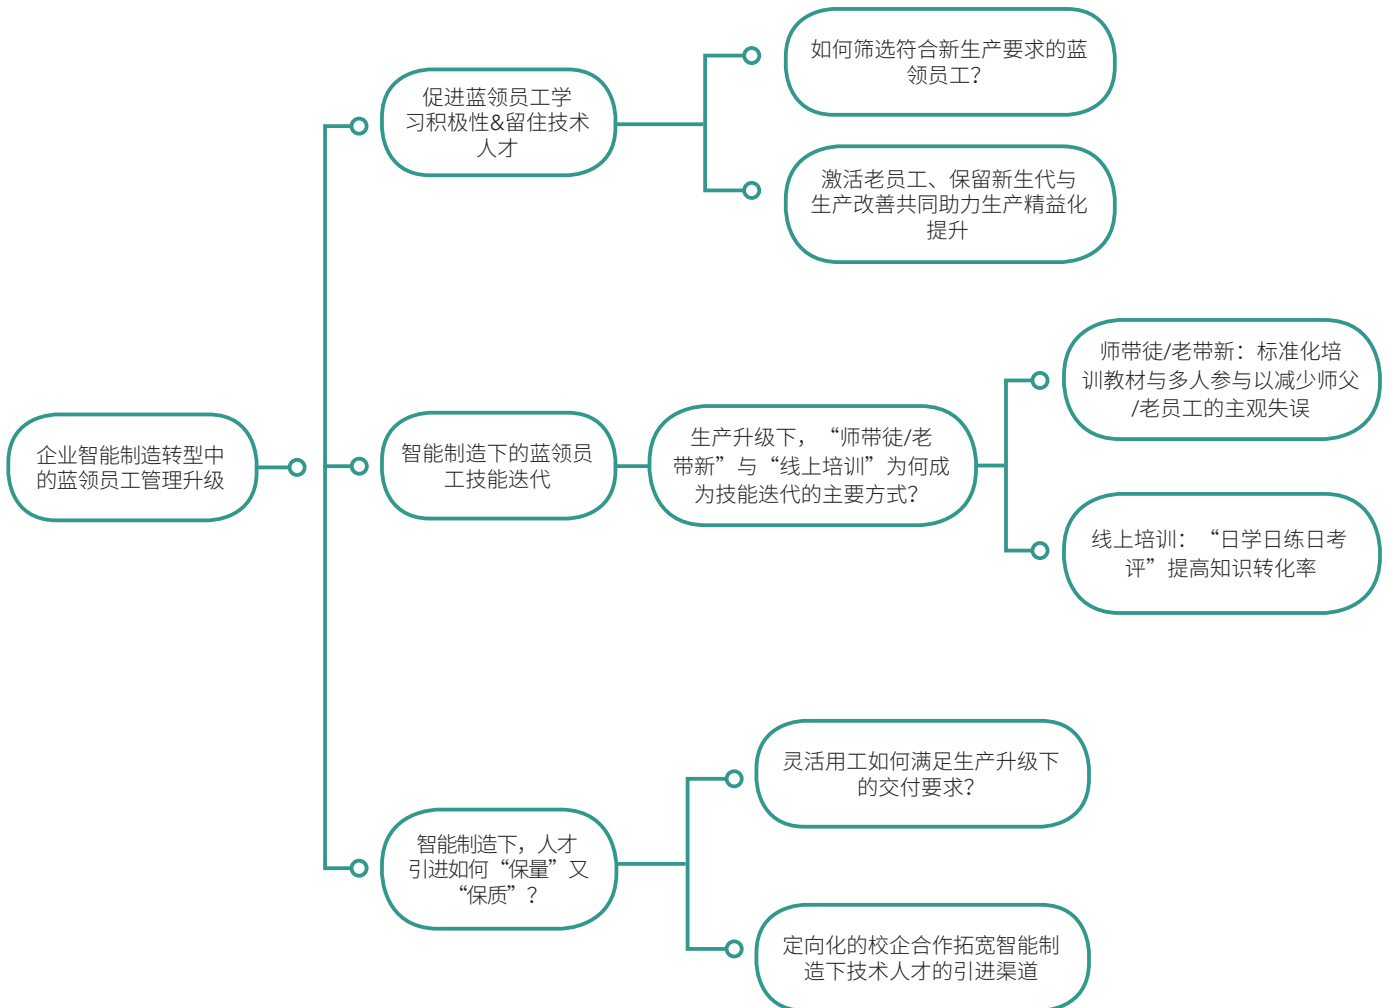 企业智能制造转型中
的蓝领员工管理升级
促进蓝领员工学
习积极性&留住技术
人才
如何筛选符合新生产要求的蓝
领员工?
激活老员工、保留新生代与
生产改善共同助力生产精益化
提升
智能制造下的蓝领员
工技能迭代
生产升级下，“师带徒/老
带新”与“线上培训”为何成
为技能迭代的主要方式?
师带徒/老带新：标准化培
训教材与多人参与以减少师父
/老员工的主观失误
线上培训：“日学日练日考
评”提高知识转化率
智能制造下，人才
引进如何“保量”又
“保质”?
灵活用工如何满足生产升级下
的交付要求?
定向化的校企合作拓宽智能制
造下技术人才的引进渠道